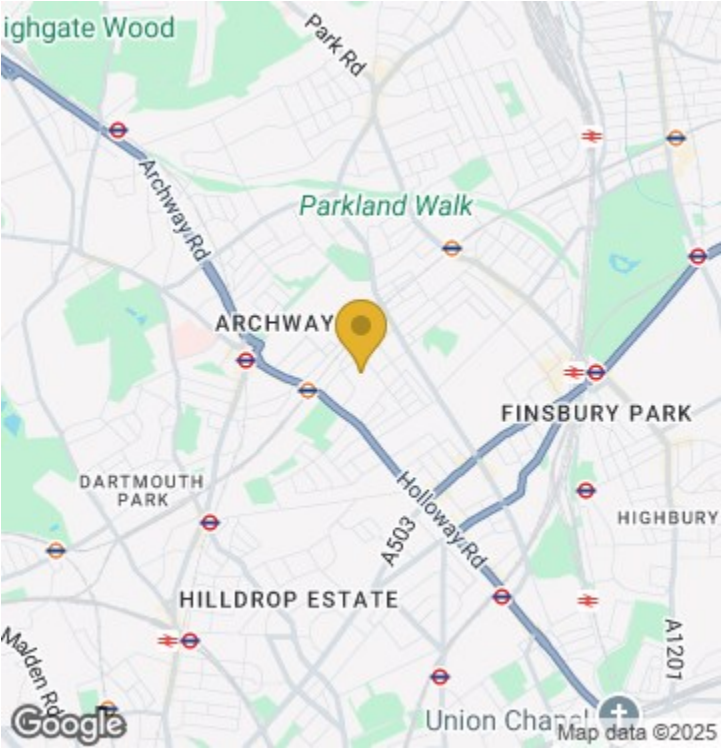 ighgate Wood
Park Rd
Archway Rd
Parkland Walk
ARCHWAY
FINSBURY PARK
DARTMOUTH
PARK
Holloway Rd
HIGHBURY
A503
HILLDROP ESTATE
A1201
Malden Rd
Google
Union Chapel
Map data ©2025